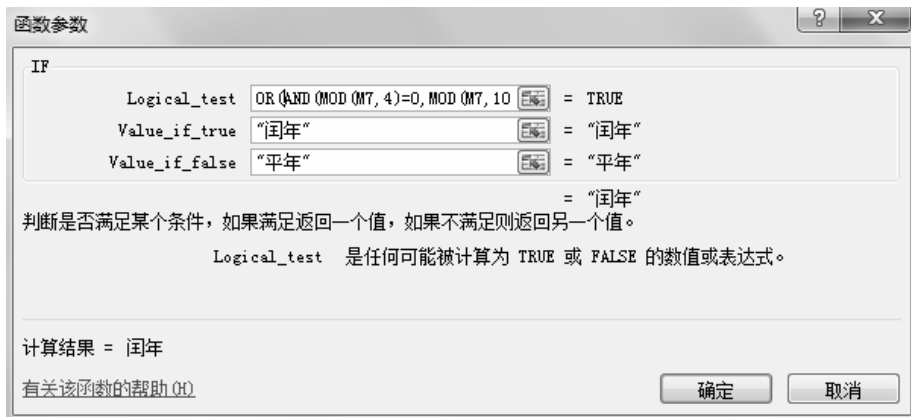 函数参数
IF
Logical_test OR(AND(MOD(M7,4)=0,MOD(M7,10 = TRUE
Value_if_true "闰年" = "闰年"
Value_if_false "平年" = "平年"
= "闰年"
判断是否满足某个条件，如果满足返回一个值，如果不满足则返回另一个值。
Logical_test 是任何可能被计算为 TRUE 或 FALSE 的数值或表达式。
计算结果 = 闰年
有关该函数的帮助(H)
确定 取消